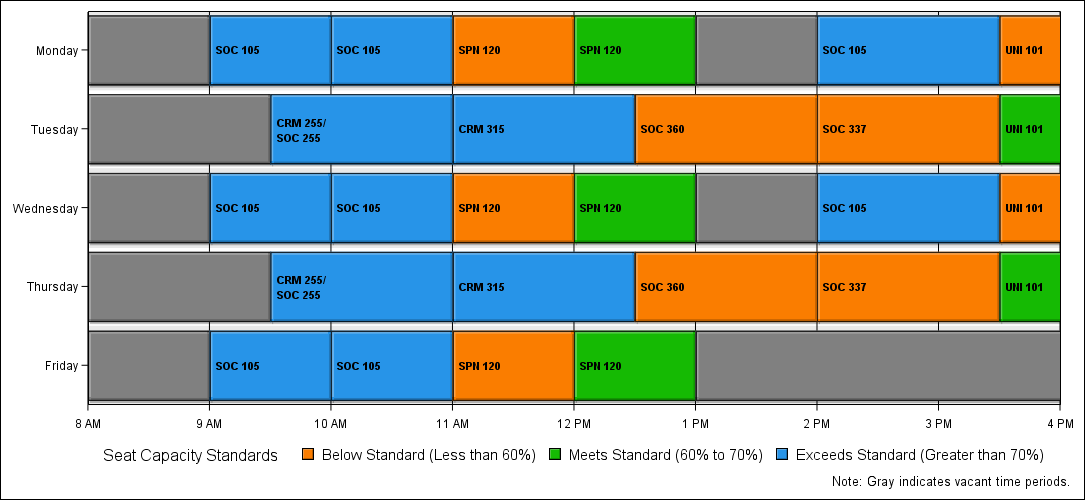 Monday
SOC 105
SOC 105
SPN 120
SPN 120
SOC 105
UNI 101
Tuesday
CRM 255/
SOC 255
CRM 315
SOC 360
SOC 337
UNI 101
Wednesday
SOC 105
SOC 105
SPN 120
SPN 120
SOC 105
UNI 101
Thursday
CRM 255/
SOC 255
CRM 315
SOC 360
SOC 337
UNI 101
Friday
SOC 105
SOC 105
SPN 120
SPN 120
8 AM 9 AM 10 AM 11 AM 12 PM 1 PM 2 PM 3 PM 4 PM
Seat Capacity Standards Below Standard (Less than 60%) Meets Standard (60% to 70%) Exceeds Standard (Greater than 70%)
Note: Gray indicates vacant time periods.